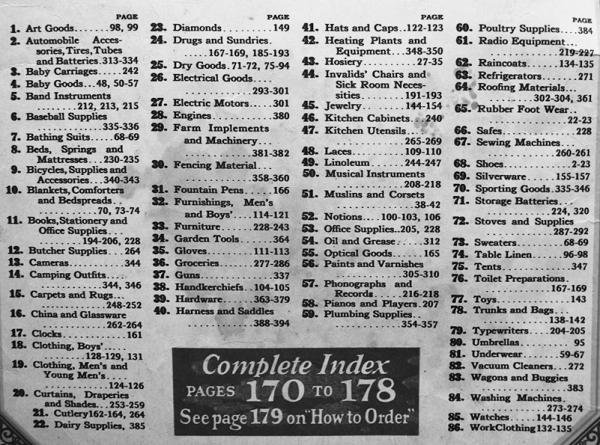 PAGE
1. Art Goods.....98, 99
2. Automobile Acces-
sories, Tires, Tubes
and Batteries.313-334
3. Baby Carriages.....242
4. Baby Goods...48, 50-57
5. Band Instruments
........212, 213, 215
6. Baseball Supplies
............335-336
7. Bathing Suits.....68-69
8. Beds, Springs and
Mattresses...230-235
9. Bicycles, Supplies and
Accessories...340-343
10. Blankets, Comforters
and Bedspreads..
............70, 73-74
11. Books, Stationery and
Office Supplies....
........194-206, 228
12. Butcher Supplies....264
13. Cameras..........344
14. Camping Outfits......
............344, 346
15. Carpets and Rugs...
............248-252
16. China and Glassware
............262-264
17. Clocks...........161
18. Clothing, Boys'....
........128-129, 131
19. Clothing, Men's and
Young Men's....
............124-126
20. Curtains, Draperies
and Shades...253-259
21. Cutlery162-164, 264
22. Dairy Supplies, 385
PAGE
23. Diamonds.........149
24. Drugs and Sundries.
....167-169, 185-193
25. Dry Goods.71-72, 75-94
26. Electrical Goods....
............293-301
27. Electric Motors.....301
28. Engines..........380
29. Farm Implements
and Machinery...
............381-382
30. Fencing Material....
............358-360
31. Fountain Pens.....166
32. Furnishings, Men's
and Boys'....114-121
33. Furniture......228-243
34. Garden Tools......364
35. Gloves.........111-113
36. Groceries......277-286
37. Guns............337
38. Handkerchiefs..104-105
39. Hardware......363-379
40. Harness and Saddles
............388-394
PAGE
41. Hats and Caps..122-123
42. Heating Plants and
Equipment...348-350
43. Hosiery.........27-35
44. Invalids' Chairs and
Sick Room Neces-
sities.......191-193
45. Jewelry........144-154
46. Kitchen Cabinets...240
47. Kitchen Utensils....
............265-269
48. Laces.........109-110
49. Linoleum......244-247
50. Musical Instruments
............208-218
51. Muslins and Corsets
............38-42
52. Notions....100-103, 106
53. Office Supplies..205, 228
54. Oil and Grease......312
55. Optical Goods.....165
56. Paints and Varnishes
............305-310
57. Phonographs and
Records.....216-218
58. Pianos and Players.207
59. Plumbing Supplies..
............354-357
PAGE
60. Poultry Supplies....384
61. Radio Equipment...
............219-227
62. Raincoats......134-135
63. Refrigerators......271
64. Roofing Materials...
........302-304, 361
65. Rubber Foot Wear..
............22-23
66. Safes...........228
67. Sewing Machines...
............260-261
68. Shoes...........2-23
69. Silverware.....155-157
70. Sporting Goods.335-346
71. Storage Batteries...
............224, 320
72. Stoves and Supplies
............287-292
73. Sweaters........68-69
74. Table Linen......96-98
75. Tents............347
76. Toilet Preparations.
............167-169
77. Toys............143
78. Trunks and Bags...
............138-142
79. Typewriters....204-205
80. Umbrellas........95
81. Underwear......59-67
82. Vacuum Cleaners...272
83. Wagons and Buggies
............383
84. Washing Machines..
............273-274
85. Watches......144-146
86. WorkClothing132-135
Complete Index
PAGES 170 TO 178
See page 179 on "How to Order"